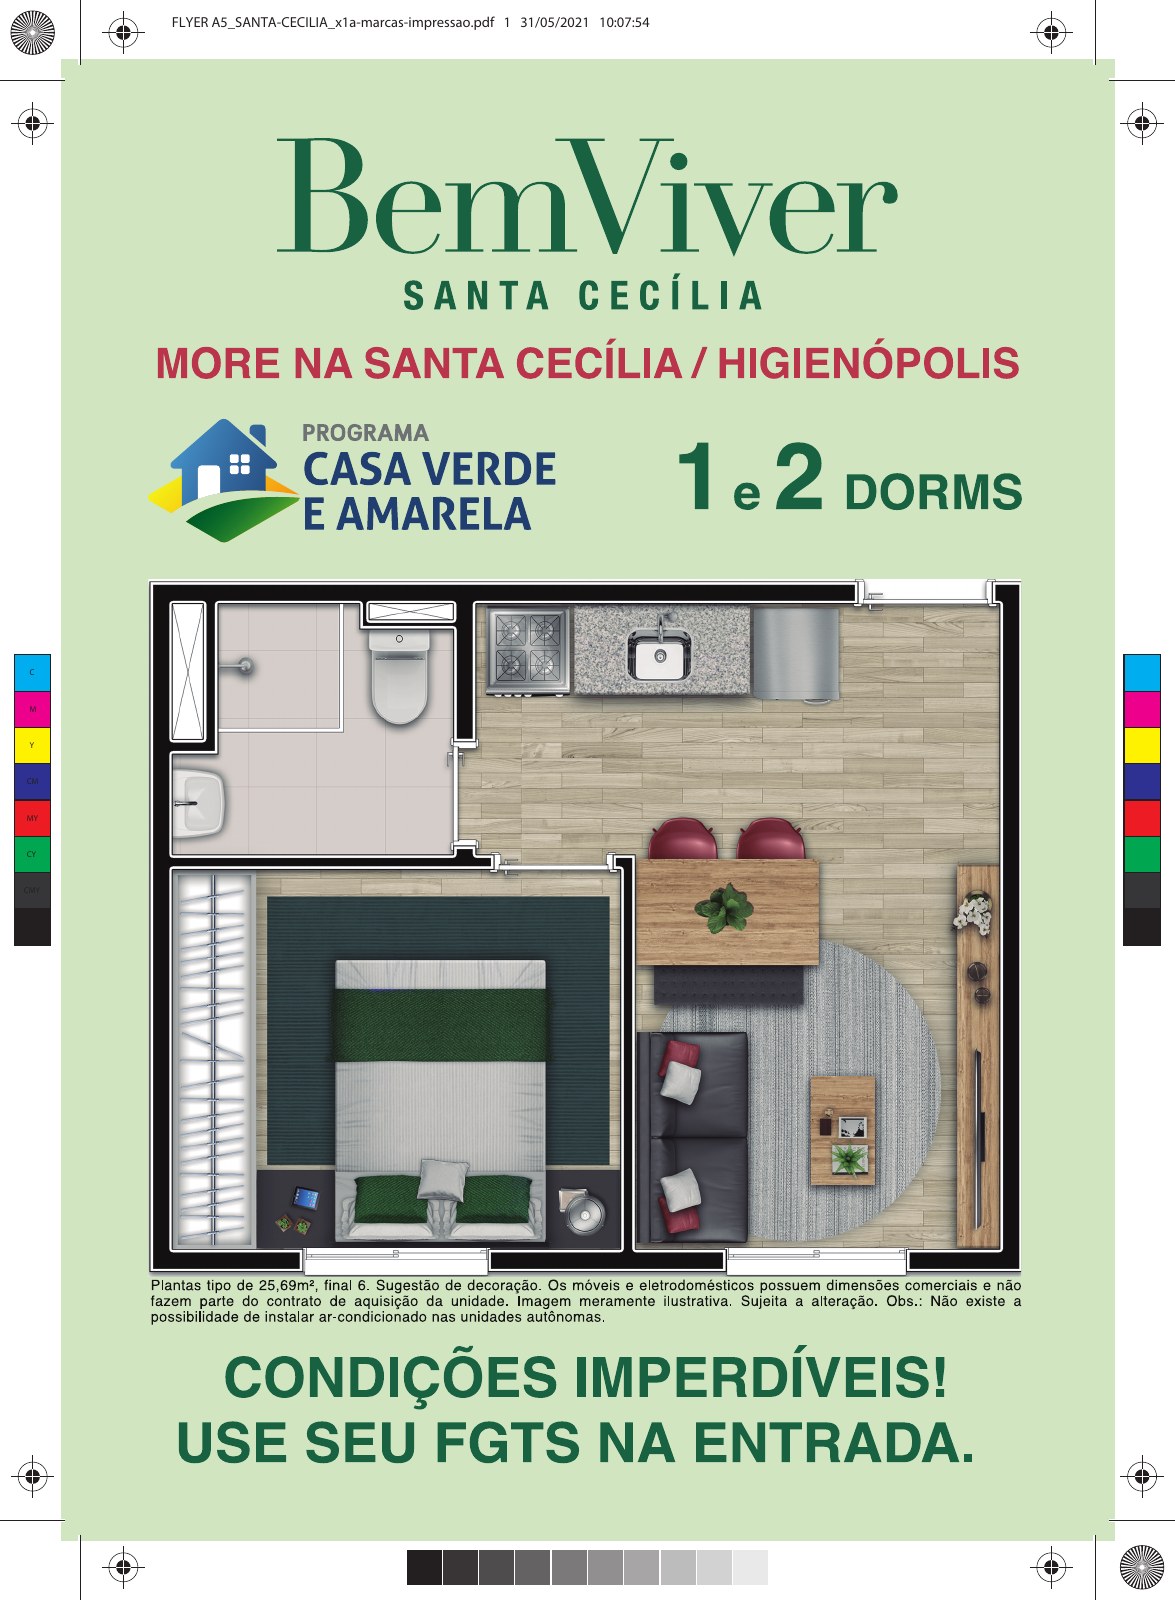 FLYER A5_SANTA-CECILIA_x1a-marcas-impressao.pdf 1 31/05/2021 10:07:54
BemViver
SANTA CECÍLIA
MORE NA SANTA CECÍLIA / HIGIENÓPOLIS
PROGRAMA
CASA VERDE
E AMARELA
1 e 2 DORMS
C
M
Y
CM
MY
CY
CMY
Plantas tipo de 25,69m², final 6. Sugestão de decoração. Os móveis e eletrodomésticos possuem dimensões comerciais e não
fazem parte do contrato de aquisição da unidade. Imagem meramente ilustrativa. Sujeita a alteração. Obs.: Não existe a
possibilidade de instalar ar-condicionado nas unidades autônomas.
CONDIÇÕES IMPERDÍVEIS!
USE SEU FGTS NA ENTRADA.